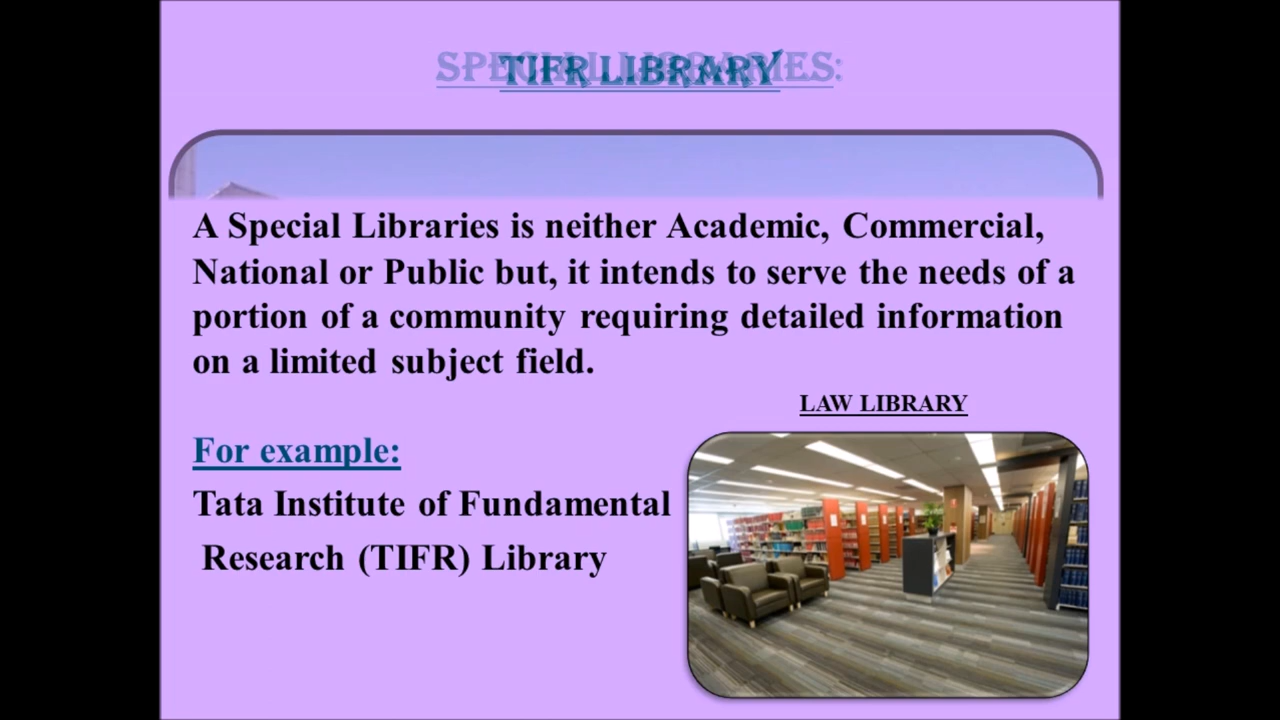 SPECIAL LIBRARIES:
TIFR LIBRARY
A Special Libraries is neither Academic, Commercial,
National or Public but, it intends to serve the needs of a
portion of a community requiring detailed information
on a limited subject field.
LAW LIBRARY
For example:
Tata Institute of Fundamental
Research (TIFR) Library